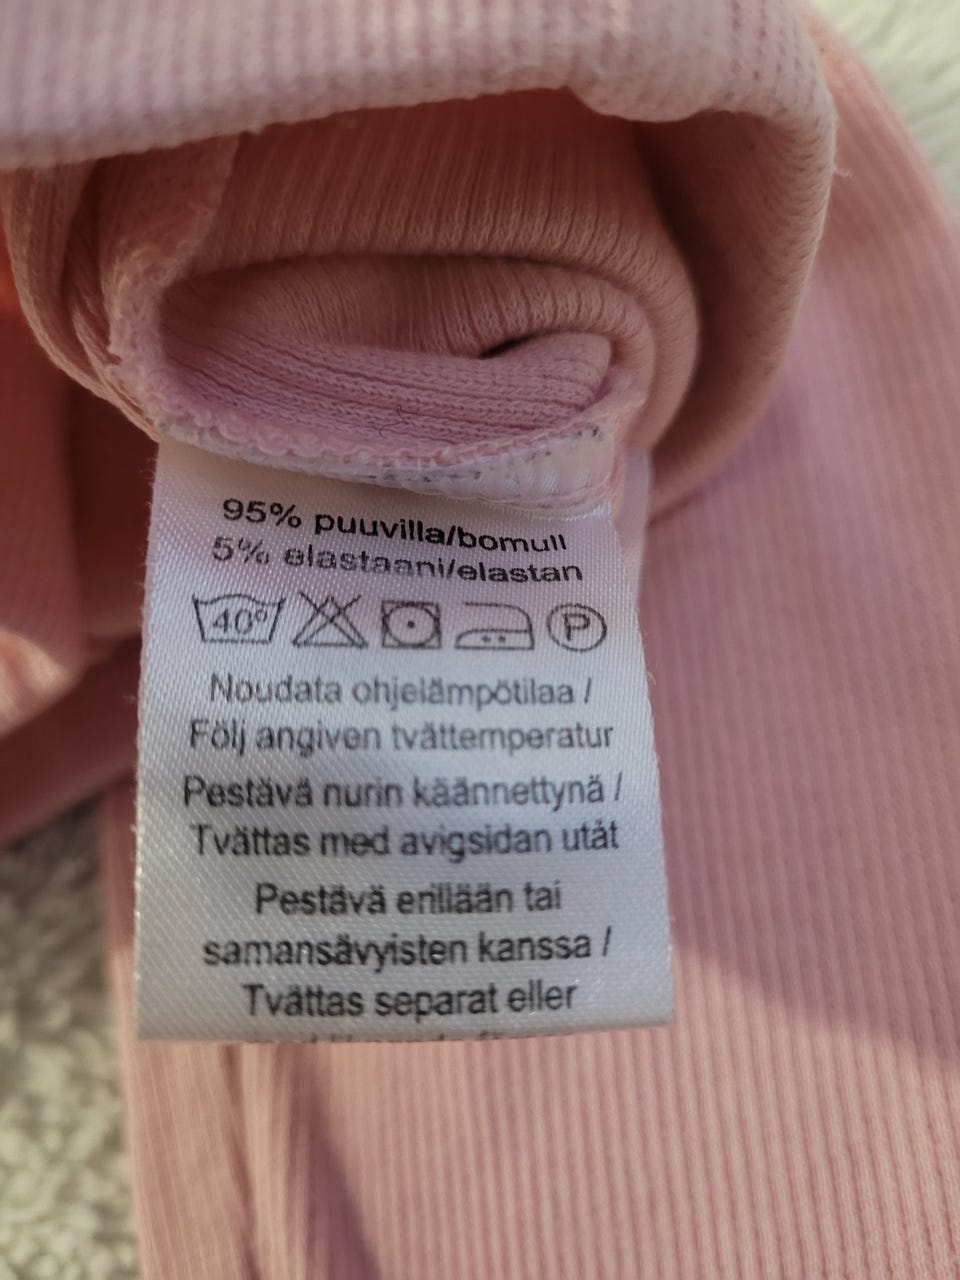 95% puuvilla/bomull
5% elastaani/elastan
40° P
Noudata ohjelämpötilaa /
Följ angiven tvättemperatur
Pestävä nurin käännettynä /
Tvättas med avigsidan utåt
Pestävä erillään tai
samansävyisten kanssa /
Tvättas separat eller